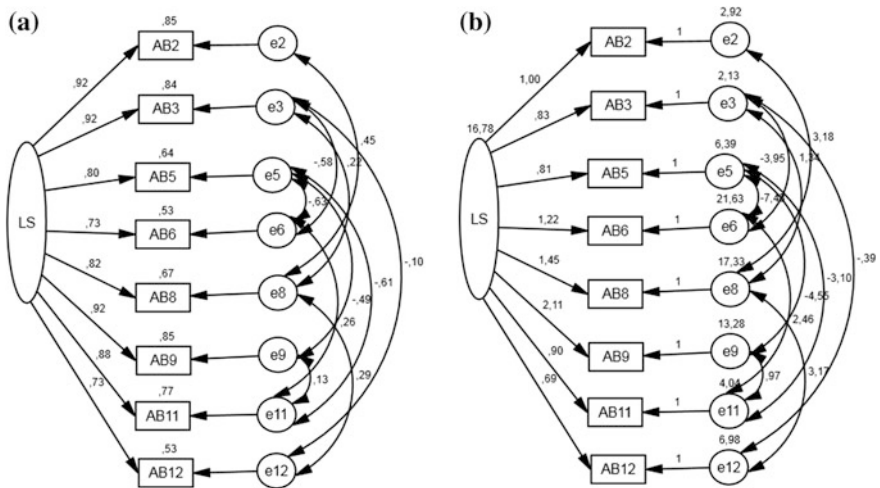 (a)
LS
,92 ,85 AB2 e2
,92 ,84 AB3 e3
,80 ,64 AB5 e5
,73 ,53 AB6 e6
,82 ,67 AB8 e8
,92 ,85 AB9 e9
,88 ,77 AB11 e11
,73 ,53 AB12 e12
,45
,22
-,58
-,63
-,10
-,61
-,49
,26
,13
,29
(b)
16,78
LS
1,00 AB2 1 2,92 e2
,83 AB3 1 2,13 e3
,81 AB5 1 6,39 e5
1,22 AB6 1 21,63 e6
1,45 AB8 1 17,33 e8
2,11 AB9 1 13,28 e9
,90 AB11 1 4,04 e11
,69 AB12 1 6,98 e12
3,18
-3,95
-,39
-3,10
-4,55
2,46
,97
3,17